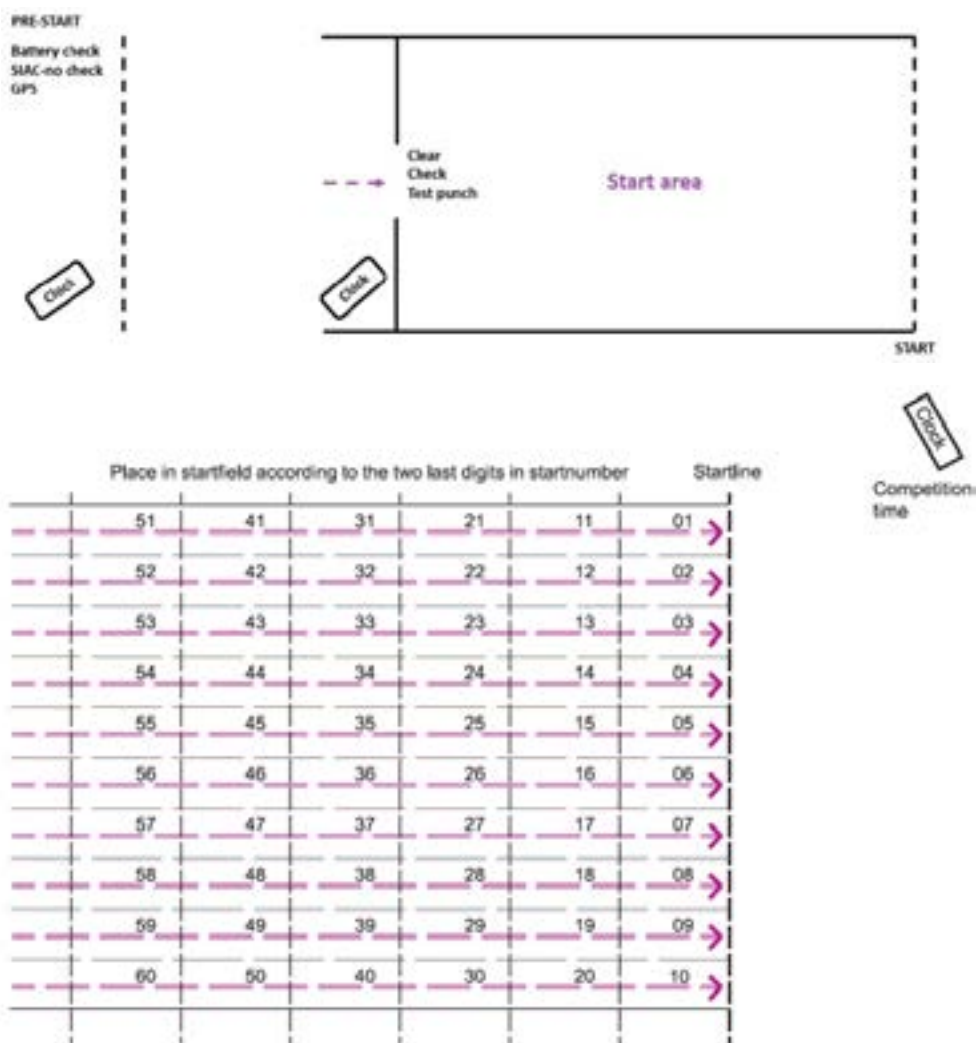 PRE-START
Battery check
SIAC-no check
GPS
Clear
Check
Test punch
Start area
Clock
Clock
START
Clock
Competition-
time
Place in startfield according to the two last digits in startnumber Startline
51 41 31 21 11 01
52 42 32 22 12 02
53 43 33 23 13 03
54 44 34 24 14 04
55 45 35 25 15 05
56 46 36 26 16 06
57 47 37 27 17 07
58 48 38 28 18 08
59 49 39 29 19 09
60 50 40 30 20 10